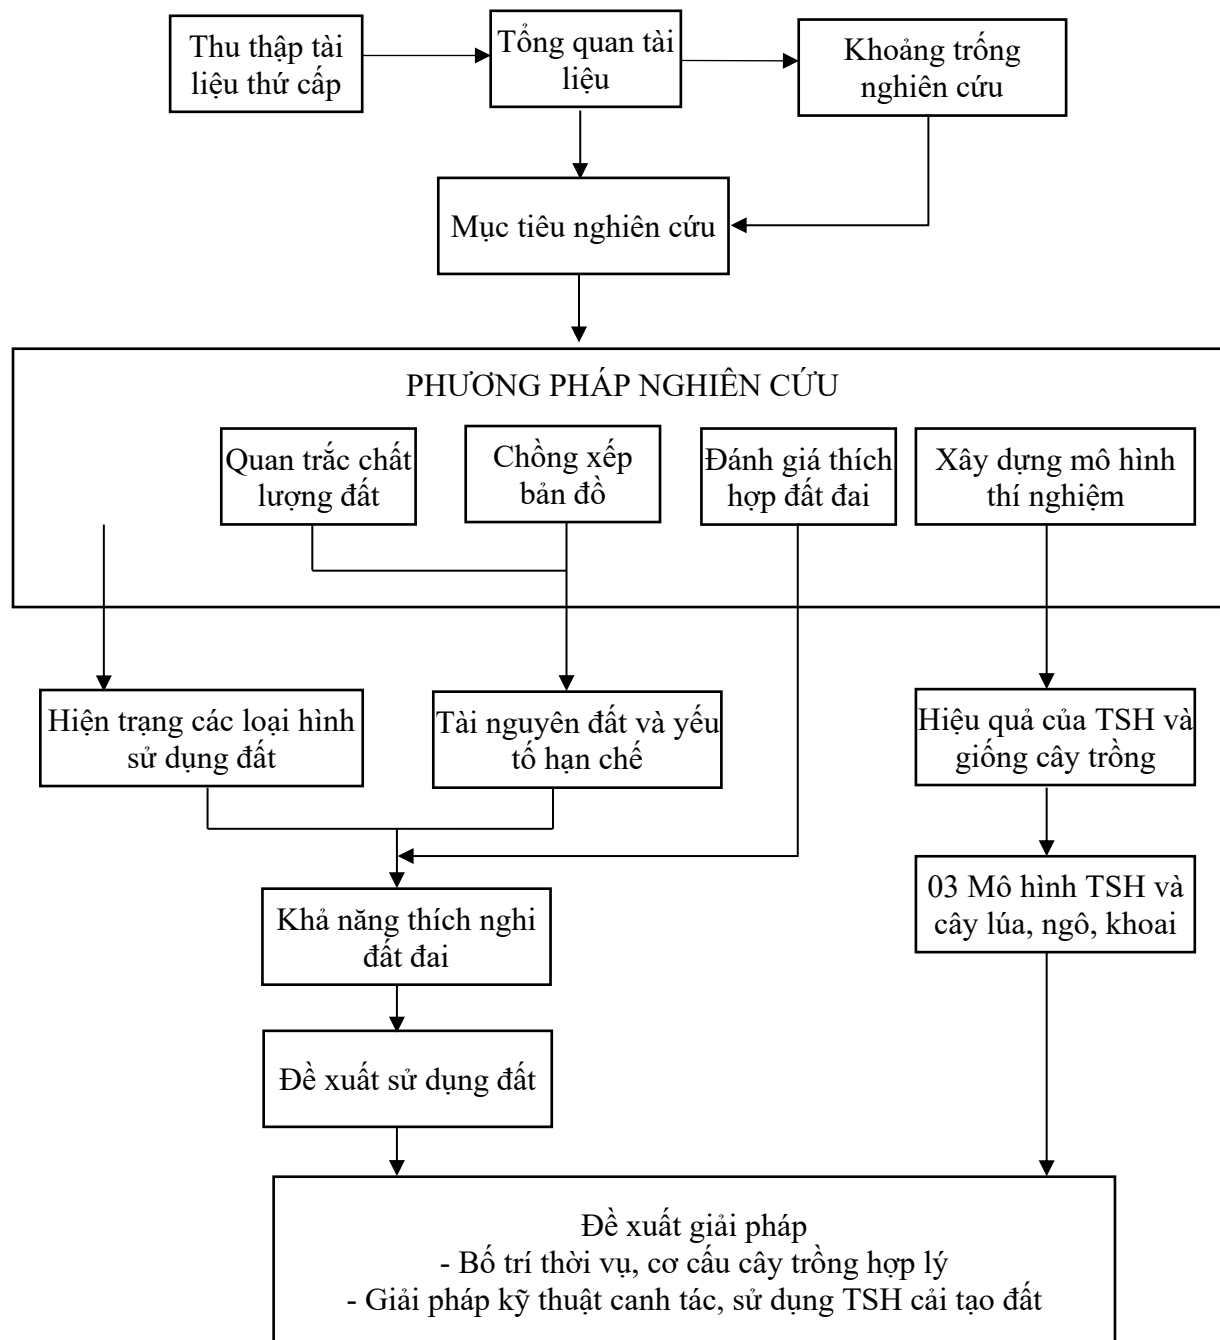 Thu thập tài
liệu thứ cấp
Tổng quan tài
liệu
Khoảng trống
nghiên cứu
Mục tiêu nghiên cứu
PHƯƠNG PHÁP NGHIÊN CỨU
Quan trắc chất
lượng đất
Chồng xếp
bản đồ
Đánh giá thích
hợp đất đai
Xây dựng mô hình
thí nghiệm
Hiện trạng các loại hình
sử dụng đất
Tài nguyên đất và yếu
tố hạn chế
Hiệu quả của TSH và
giống cây trồng
03 Mô hình TSH và
cây lúa, ngô, khoai
Khả năng thích nghi
đất đai
Đề xuất sử dụng đất
Đề xuất giải pháp
- Bố trí thời vụ, cơ cấu cây trồng hợp lý
- Giải pháp kỹ thuật canh tác, sử dụng TSH cải tạo đất